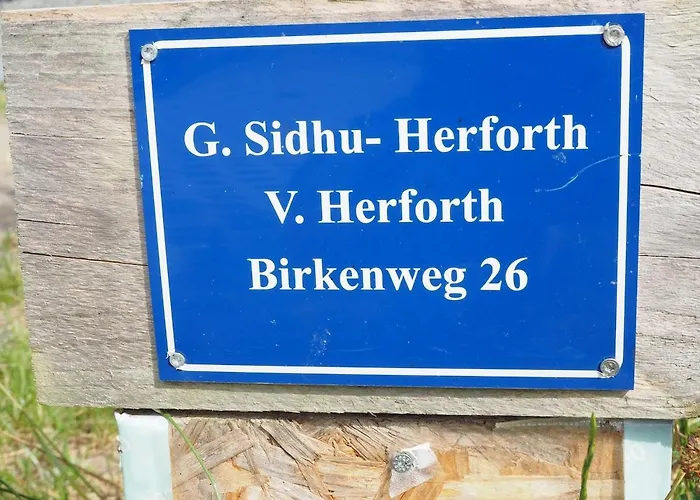 G. Sidhu- Herforth
V. Herforth
Birkenweg 26